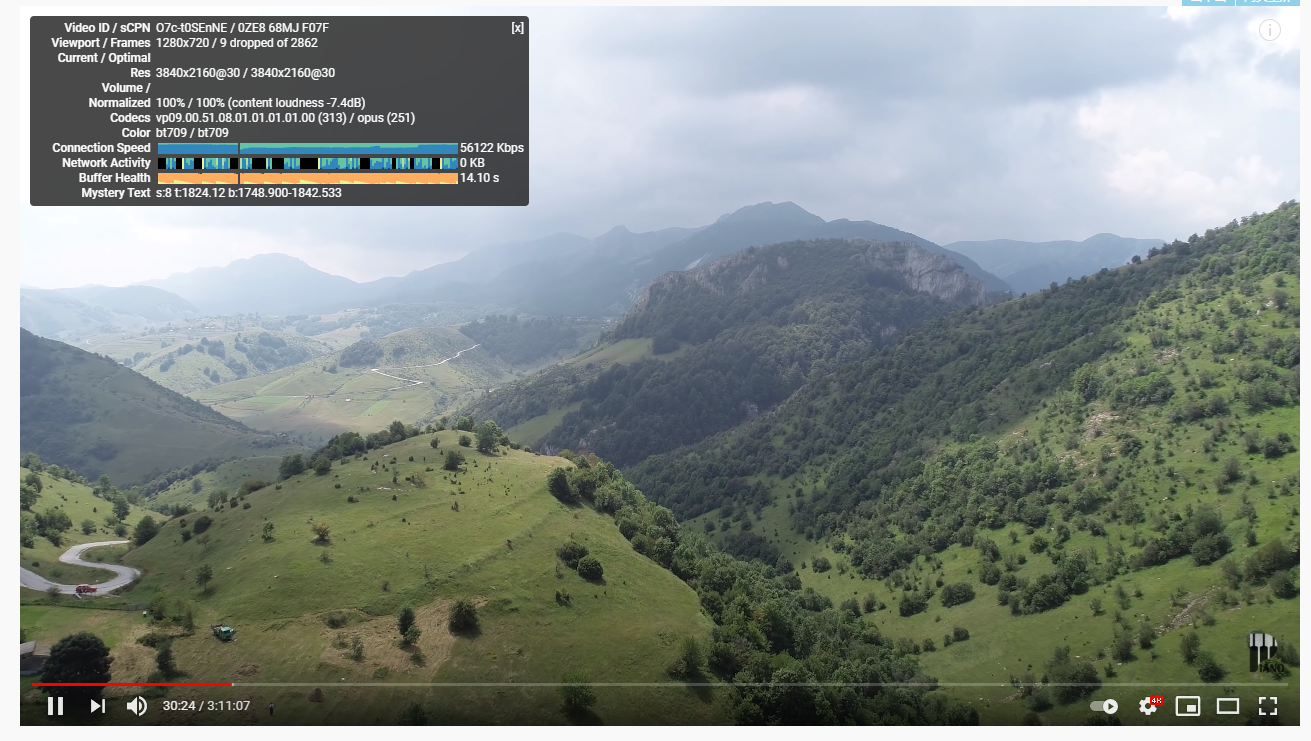 Video ID / sCPN O7c-t0SEnNE / 0ZE8 68MJ F07F [x]
Viewport / Frames 1280x720 / 9 dropped of 2862
Current / Optimal
Res 3840x2160@30 / 3840x2160@30
Volume /
Normalized 100% / 100% (content loudness -7.4dB)
Codecs vp09.00.51.08.01.01.01.01.00 (313) / opus (251)
Color bt709 / bt709
Connection Speed 56122 Kbps
Network Activity 0 KB
Buffer Health 14.10 s
Mystery Text s:8 t:1824.12 b:1748.900-1842.533
PIANO
30:24 / 3:11:07
4K